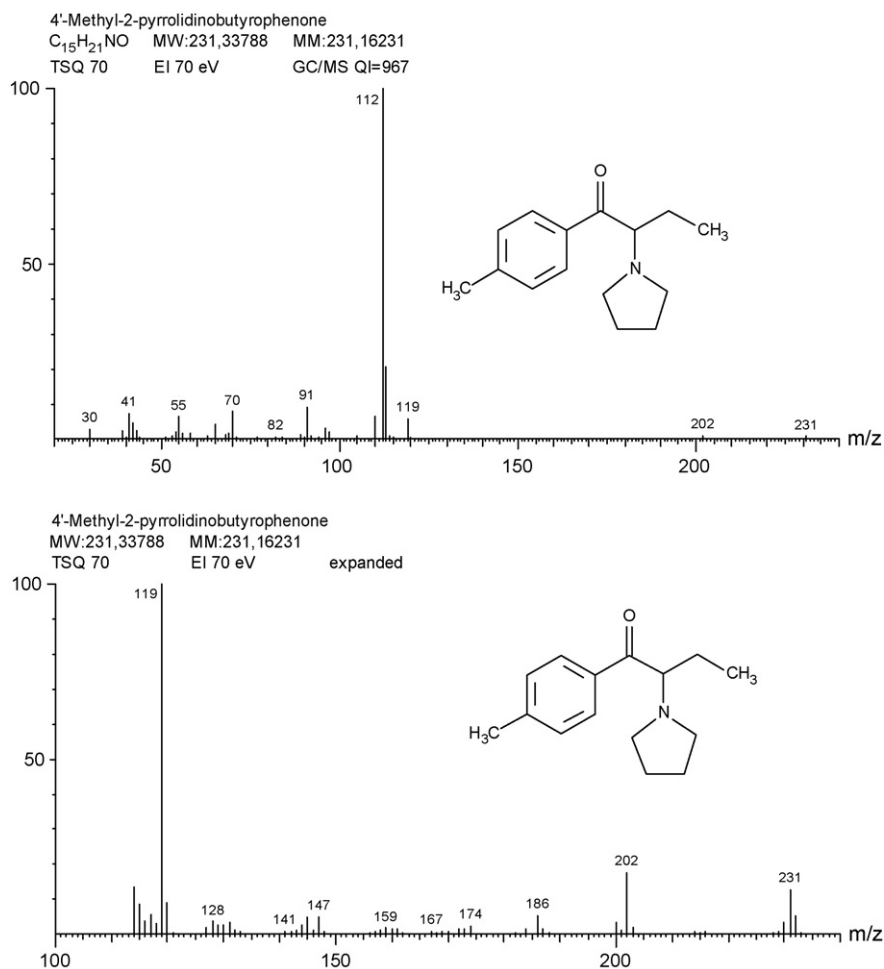 4'-Methyl-2-pyrrolidinobutyrophenone
C₁₅H₂₁NO MW:231,33788 MM:231,16231
TSQ 70 EI 70 eV GC/MS QI=967
100
112
O
CH₃
50
N
H₃C
30
41
55
70
82
91
119
202
231
m/z
50
100
150
200
4'-Methyl-2-pyrrolidinobutyrophenone
MW:231,33788 MM:231,16231
TSQ 70 EI 70 eV expanded
100
119
O
CH₃
50
N
H₃C
128
141
147
159
167
174
186
202
231
m/z
100
150
200